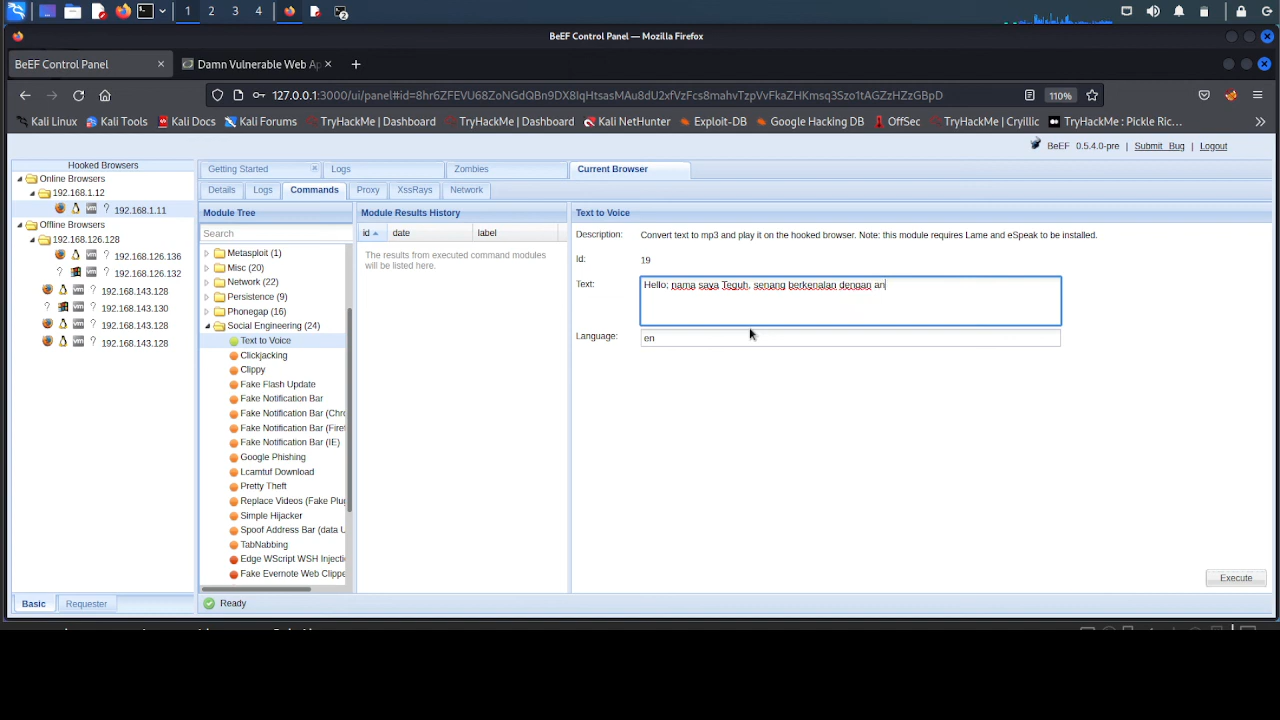 1 2 3 4 2
BeEF Control Panel — Mozilla Firefox
BeEF Control Panel × Damn Vulnerable Web Ap × +
127.0.0.1:3000/ui/panel#id=8hr6ZFEVU68ZoNGdQBn9DX8IqHtsasMAu8dU2xfVzFcs8mahvTzpVvFkaZHKmsq3Szo1tAGZzHZzGBpD 110%
Kali Linux Kali Tools Kali Docs Kali Forums TryHackMe | Dashboard TryHackMe | Dashboard Kali NetHunter Exploit-DB Google Hacking DB OffSec TryHackMe | Cryillic TryHackMe : Pickle Ric...
BeEF 0.5.4.0-pre | Submit Bug | Logout
Hooked Browsers
Online Browsers
192.168.1.12
192.168.1.11
Offline Browsers
192.168.126.128
192.168.126.136
192.168.126.132
192.168.143.128
192.168.143.130
192.168.143.128
192.168.143.128
Basic Requester
Getting Started Logs Zombies Current Browser
Details Logs Commands Proxy XssRays Network
Module Tree
Search
Metasploit (1)
Misc (20)
Network (22)
Persistence (9)
Phonegap (16)
Social Engineering (24)
Text to Voice
Clickjacking
Clippy
Fake Flash Update
Fake Notification Bar
Fake Notification Bar (Chro
Fake Notification Bar (Firef
Fake Notification Bar (IE)
Google Phishing
Lcamtuf Download
Pretty Theft
Replace Videos (Fake Plug
Simple Hijacker
Spoof Address Bar (data U
TabNabbing
Edge WScript WSH Injectio
Fake Evernote Web Clippe
Module Results History
id date label
The results from executed command modules
will be listed here.
Text to Voice
Description: Convert text to mp3 and play it on the hooked browser. Note: this module requires Lame and eSpeak to be installed.
Id: 19
Text: Hello; nama saya Teguh, senang berkenalan dengan an
Language: en
Execute
Ready